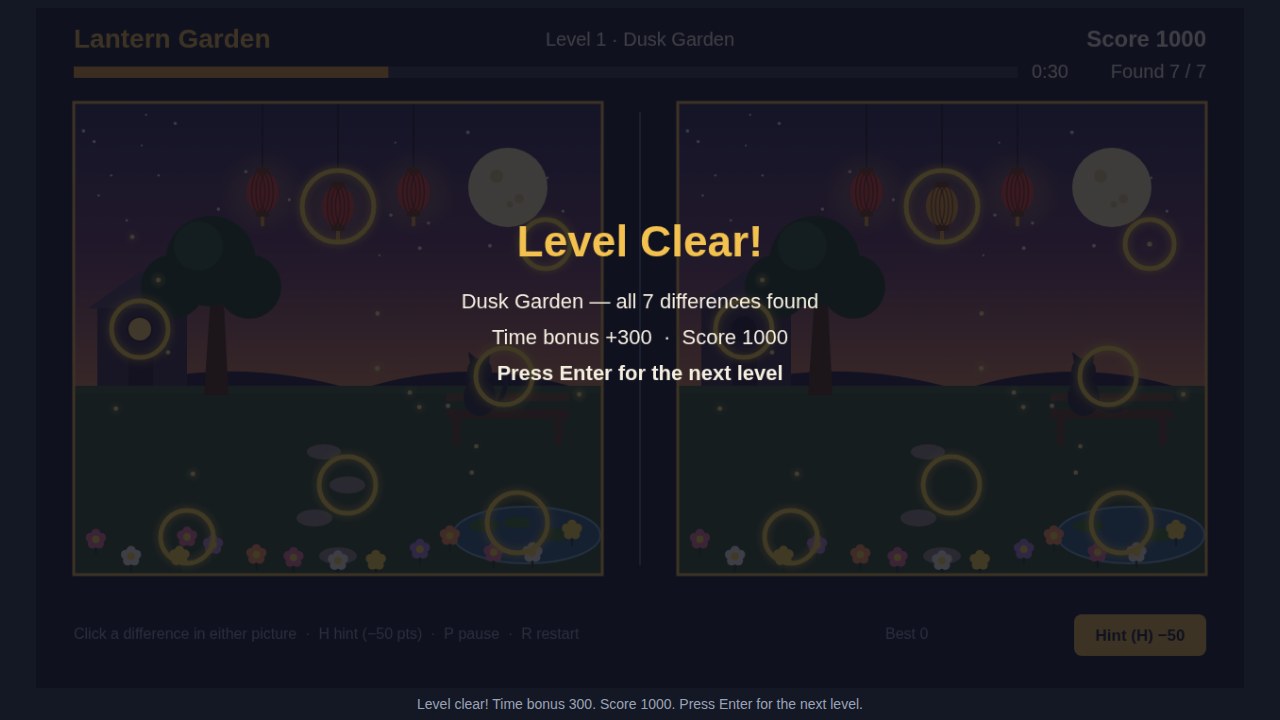 Lantern Garden
Level 1 · Dusk Garden
Score 1000
0:30
Found 7 / 7
Level Clear!
Dusk Garden — all 7 differences found
Time bonus +300 · Score 1000
Press Enter for the next level
Click a difference in either picture · H hint (−50 pts) · P pause · R restart
Best 0
Hint (H) −50
Level clear! Time bonus 300. Score 1000. Press Enter for the next level.